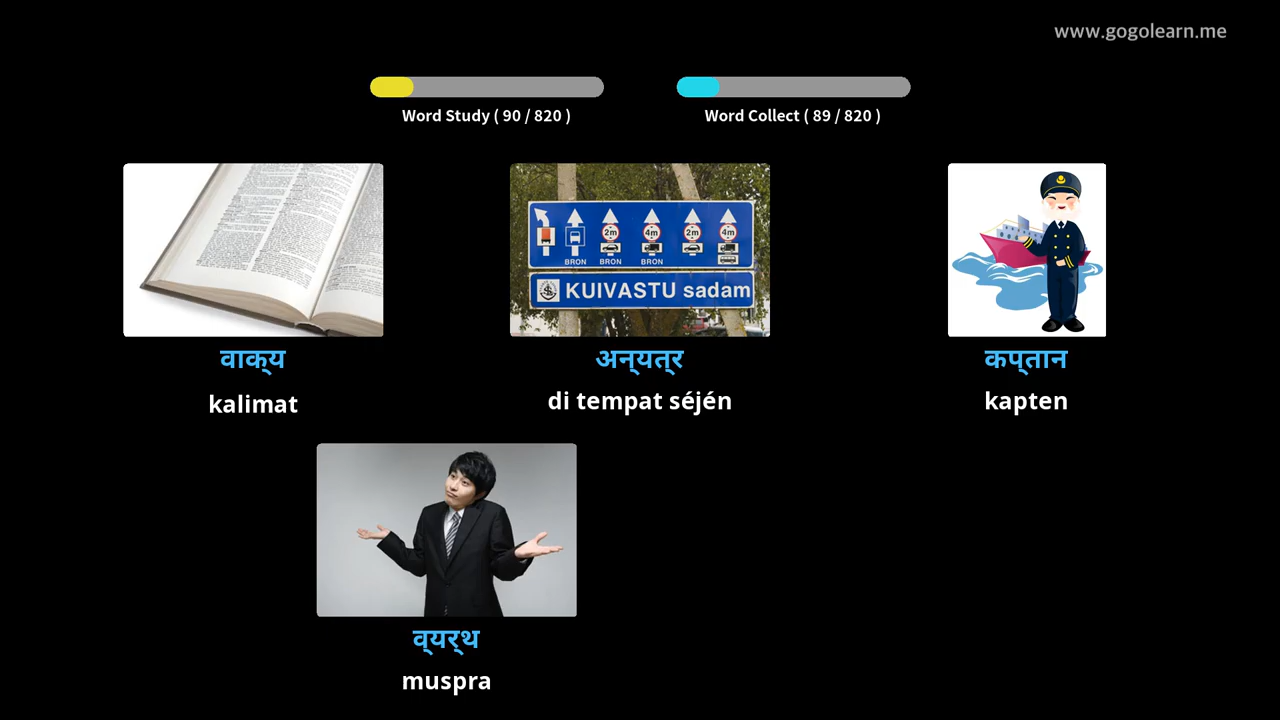 www.gogolearn.me
Word Study ( 90 / 820 )
Word Collect ( 89 / 820 )
2m
4m
2m
4m
BRON
BRON
BRON
KUIVASTU sadam
वाक्य
अन्यत्र
कप्तान
kalimat
di tempat séjén
kapten
व्यर्थ
muspra